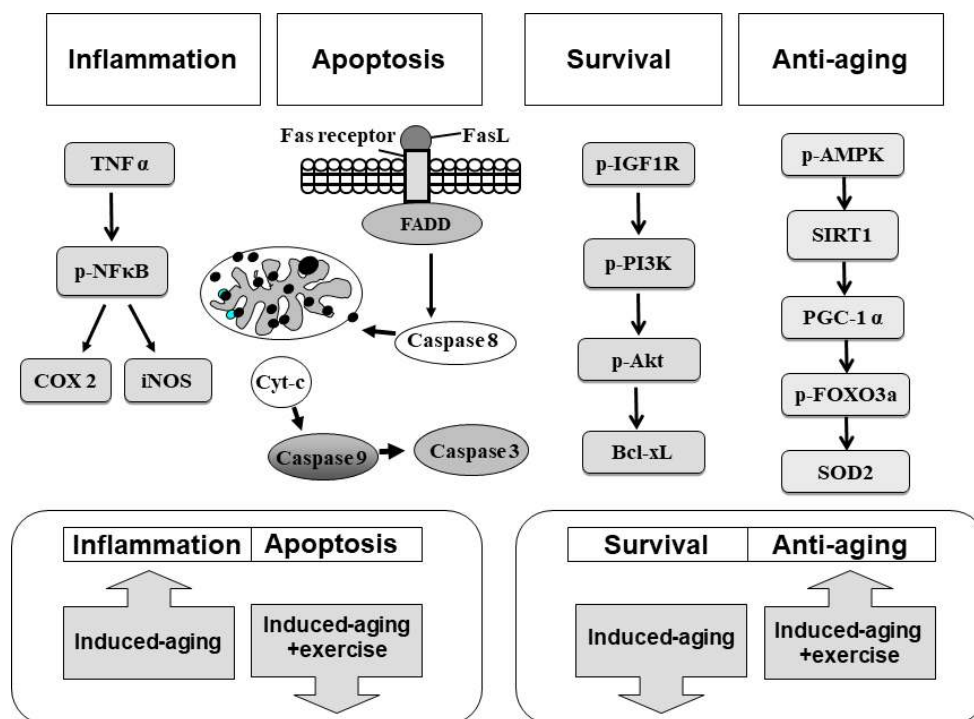 Inflammation
Apoptosis
Survival
Anti-aging
TNF α
p-NFκB
COX 2
iNOS
Fas receptor
FasL
FADD
Caspase 8
Cyt-c
Caspase 9
Caspase 3
p-IGF1R
p-PI3K
p-Akt
Bcl-xL
p-AMPK
SIRT1
PGC-1 α
p-FOXO3a
SOD2
Inflammation
Apoptosis
Induced-aging
Induced-aging
+exercise
Survival
Anti-aging
Induced-aging
Induced-aging
+exercise